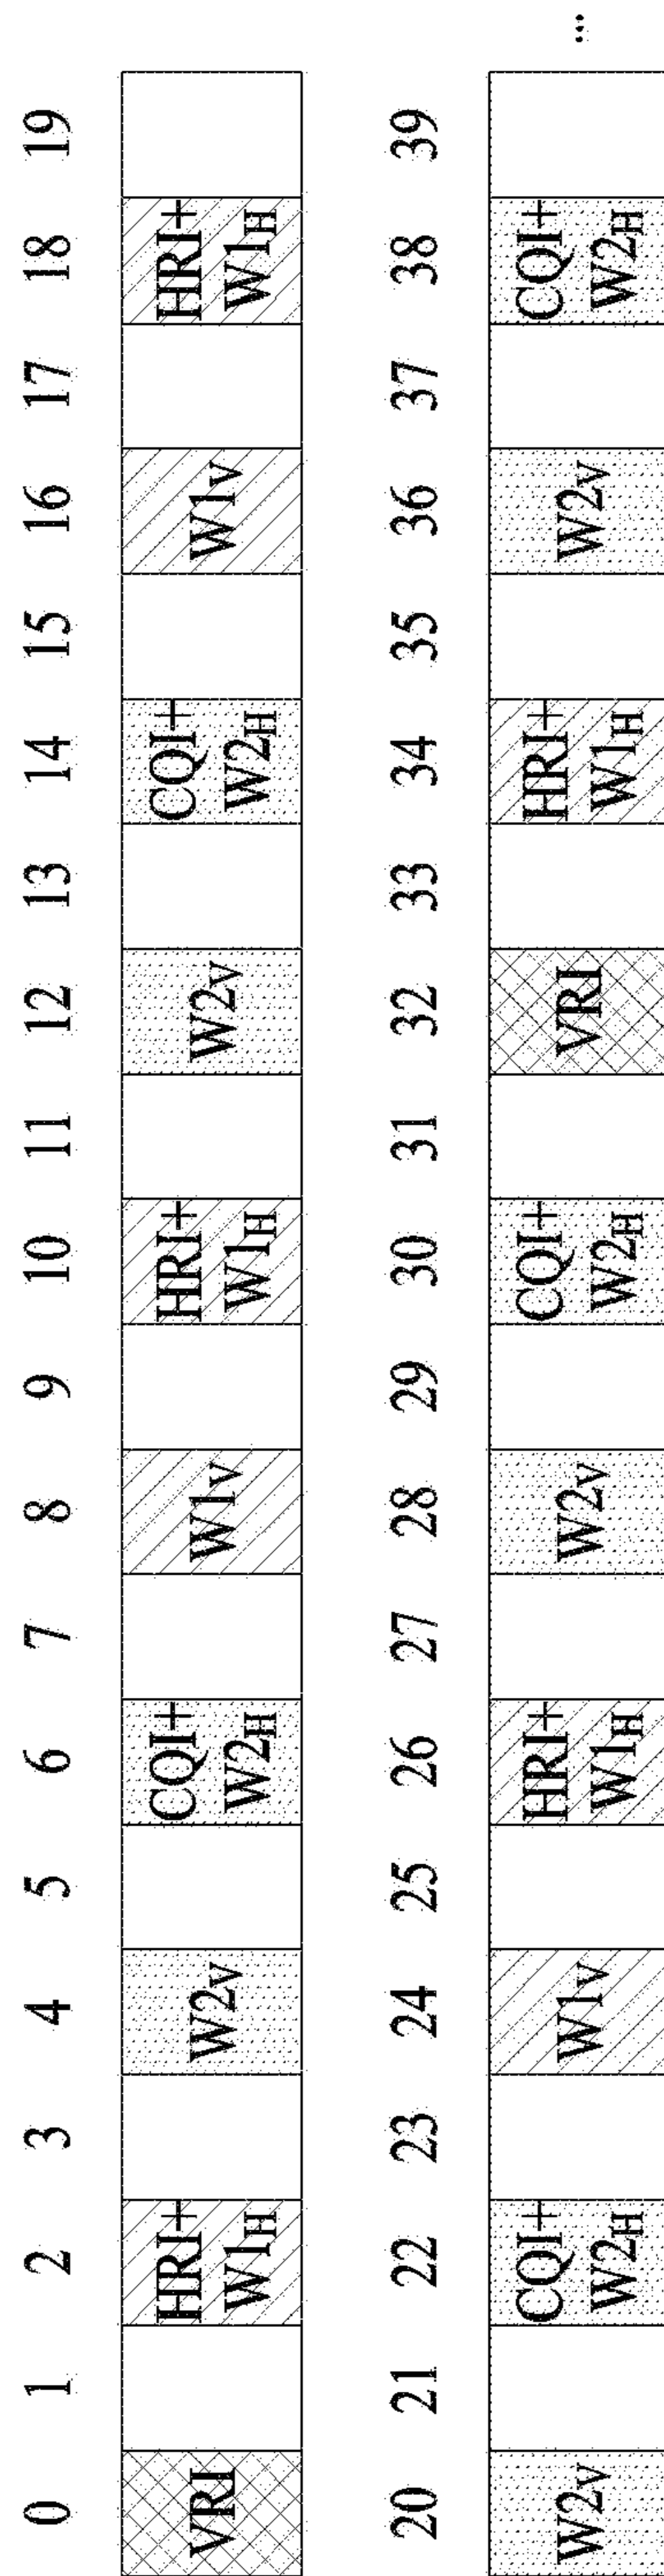 0 1 2 3 4 5 6 7 8 9 10 11 12 13 14 15 16 17 18 19
VRI HRI+ W2V CQI+ W1V HRI+ W2V CQI+ W1V HRI+
W1H W2H W1H W2H W1H
20 21 22 23 24 25 26 27 28 29 30 31 32 33 34 35 36 37 38 39
W2V CQI+ W1V HRI+ W2V CQI+ VRI HRI+ W2V CQI+ ...
W2H W1H W2H W1H W2H